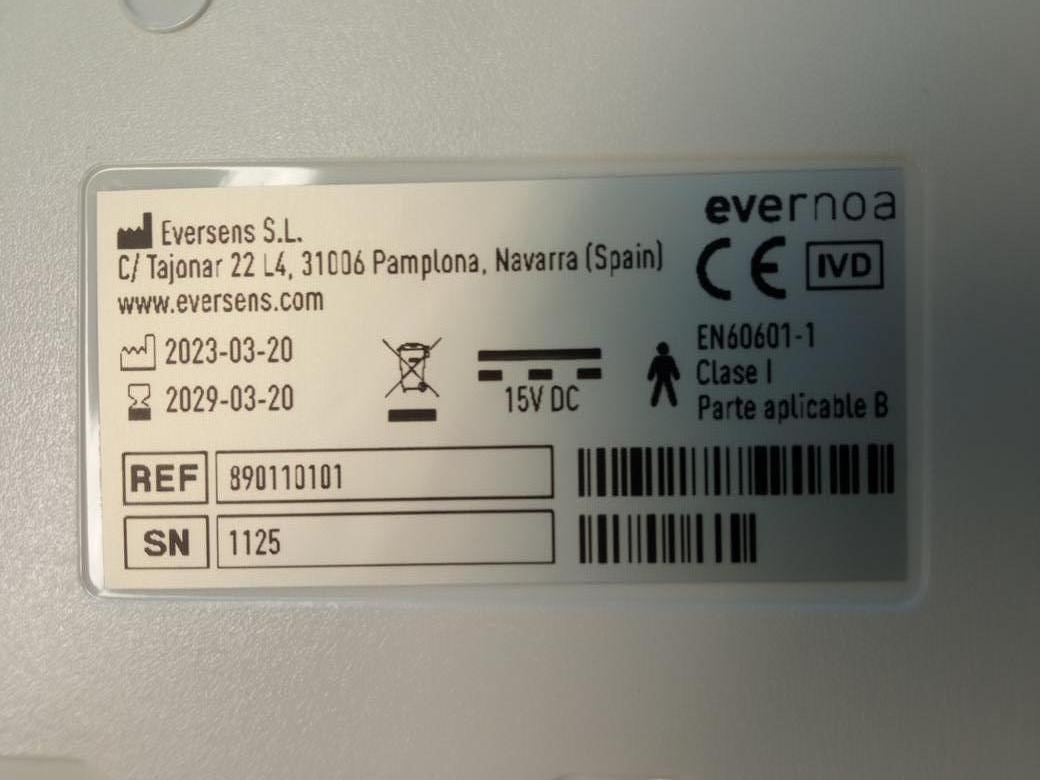 evernoa
Eversens S.L.
C/ Tajonar 22 L4, 31006 Pamplona, Navarra (Spain)
www.eversens.com
CE IVD
2023-03-20
2029-03-20
15V DC
EN60601-1
Clase I
Parte aplicable B
REF 890110101
SN 1125